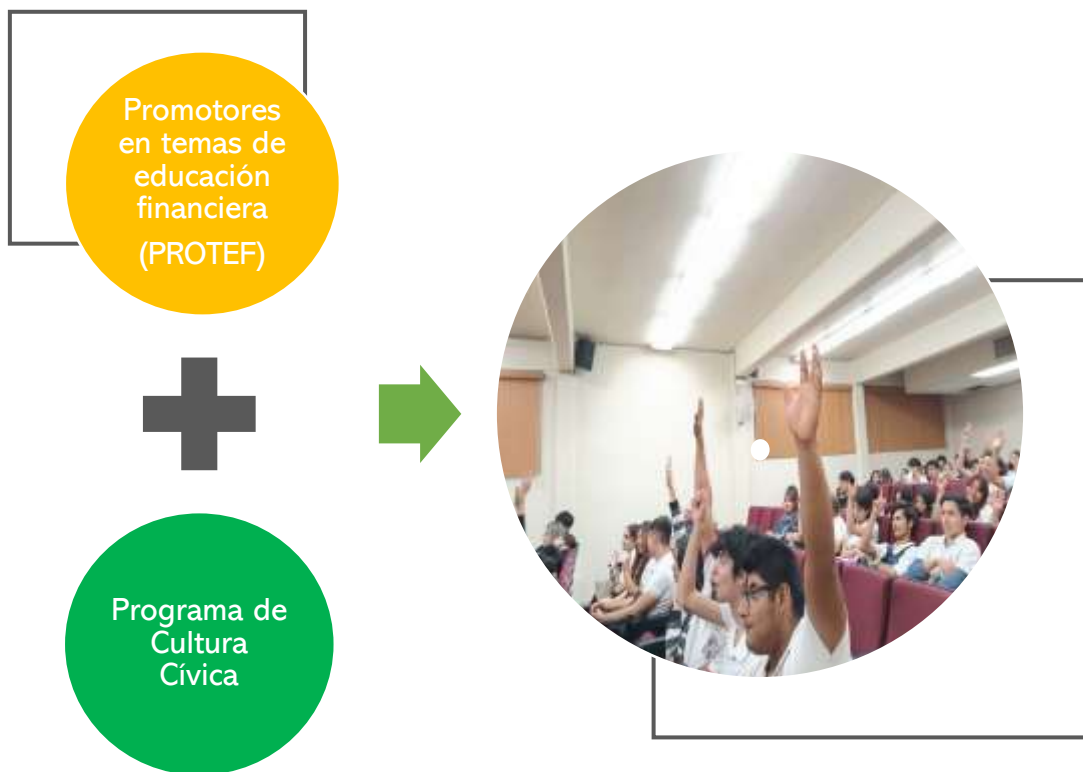 Promotores
en temas de
educación
financiera
(PROTEF)
Programa de
Cultura
Cívica